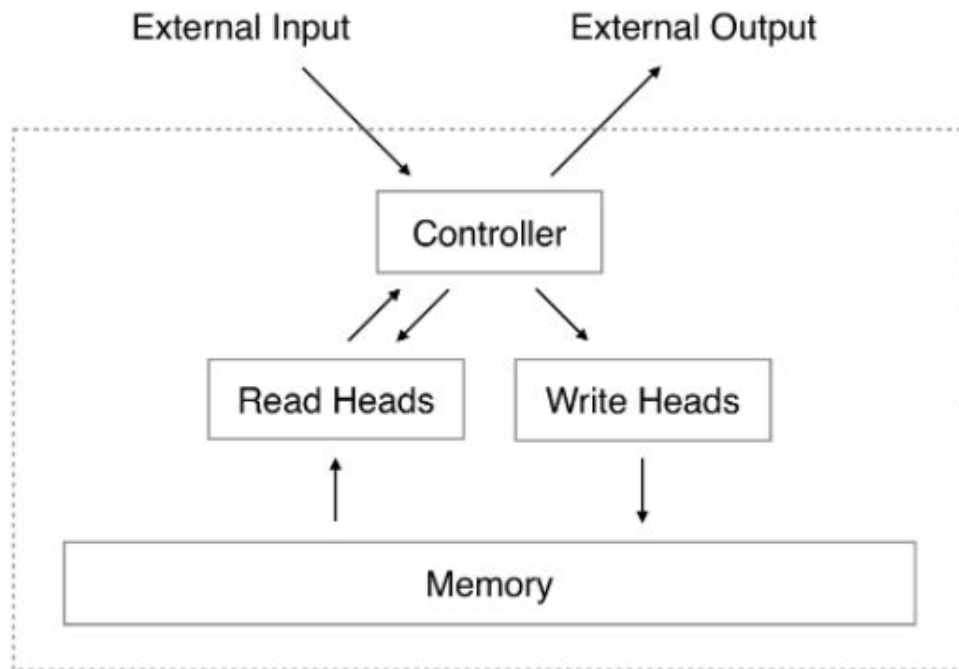 External Input
External Output
Controller
Read Heads
Write Heads
Memory